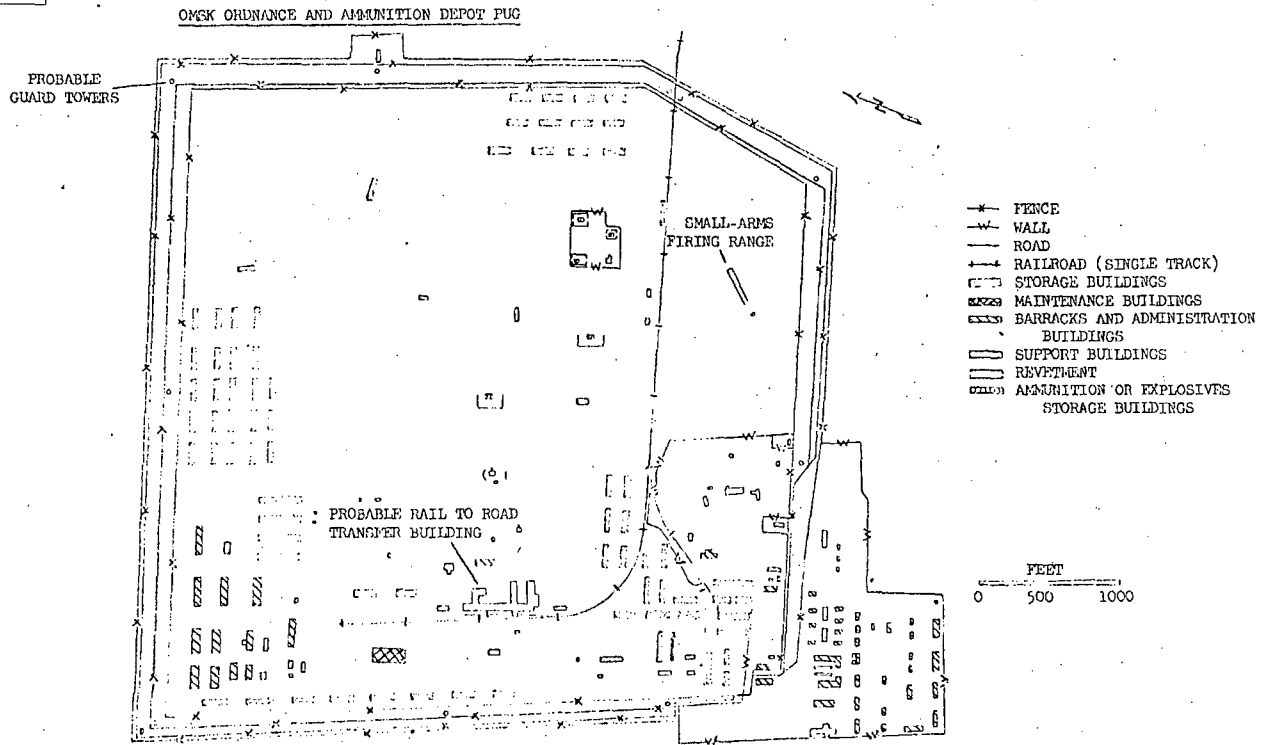 OMSK ORDNANCE AND AMMUNITION DEPOT PUG
PROBABLE
GUARD TOWERS
SMALL-ARMS
FIRING RANGE
PROBABLE RAIL TO ROAD
TRANSFER BUILDING
FENCE
WALL
ROAD
RAILROAD (SINGLE TRACK)
STORAGE BUILDINGS
MAINTENANCE BUILDINGS
BARRACKS AND ADMINISTRATION
BUILDINGS
SUPPORT BUILDINGS
REVETMENT
AMMUNITION OR EXPLOSIVES
STORAGE BUILDINGS
FEET
0 500 1000